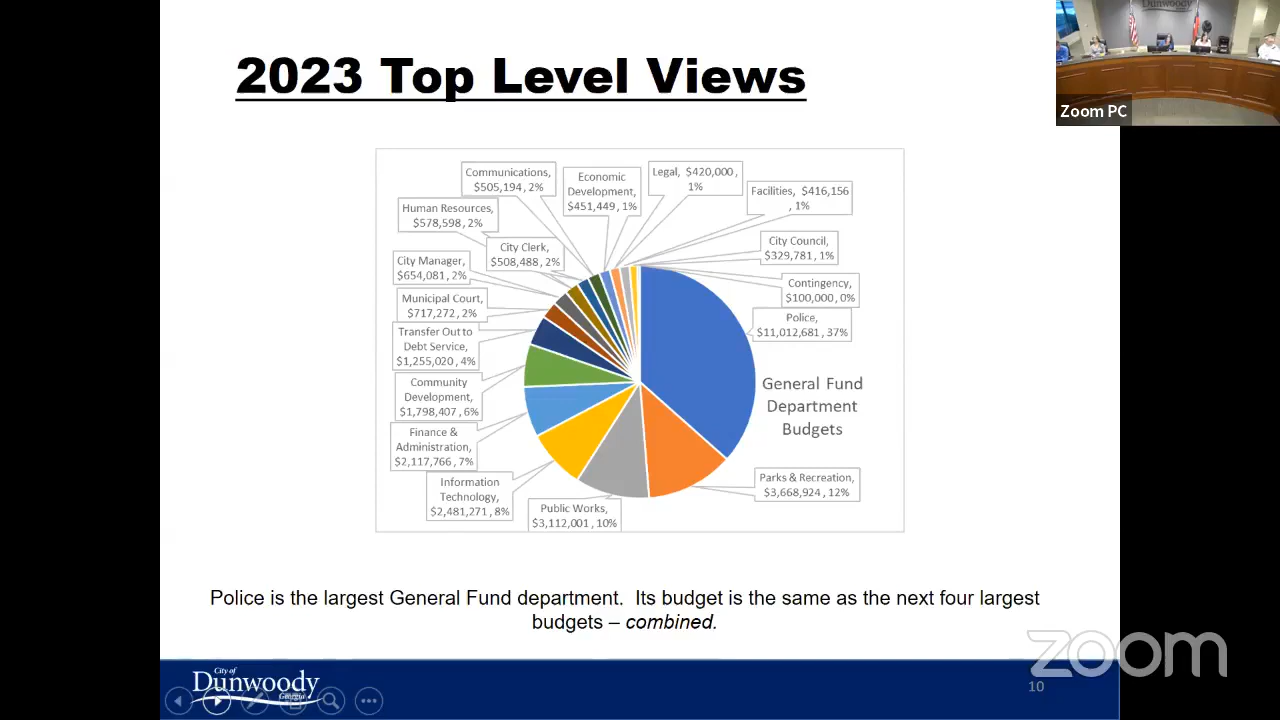 Dunwoody
Zoom PC
2023 Top Level Views
Communications,
$505,194, 2%
Economic
Development,
$451,449, 1%
Legal, $420,000,
1%
Facilities, $416,156
, 1%
Human Resources,
$578,598, 2%
City Clerk,
$508,488, 2%
City Council,
$329,781, 1%
City Manager,
$654,081, 2%
Contingency,
$100,000, 0%
Municipal Court,
$717,272, 2%
Police,
$11,012,681, 37%
Transfer Out to
Debt Service,
$1,255,020, 4%
Community
Development,
$1,798,407, 6%
General Fund
Department
Budgets
Finance &
Administration,
$2,117,766, 7%
Information
Technology,
$2,481,271, 8%
Parks & Recreation,
$3,668,924, 12%
Public Works,
$3,112,001, 10%
Police is the largest General Fund department. Its budget is the same as the next four largest
budgets – combined.
zoom
City of
Dunwoody
Georgia
10